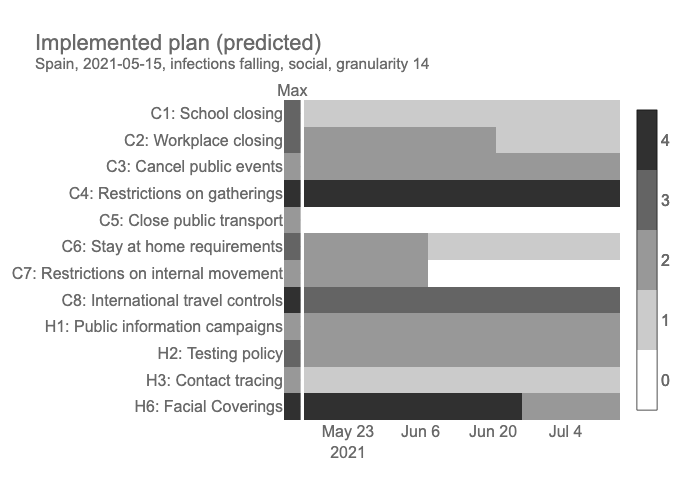 Implemented plan (predicted)
Spain, 2021-05-15, infections falling, social, granularity 14
Max
C1: School closing
C2: Workplace closing
C3: Cancel public events
C4: Restrictions on gatherings
C5: Close public transport
C6: Stay at home requirements
C7: Restrictions on internal movement
C8: International travel controls
H1: Public information campaigns
H2: Testing policy
H3: Contact tracing
H6: Facial Coverings
May 23 Jun 6 Jun 20 Jul 4
2021
4
3
2
1
0